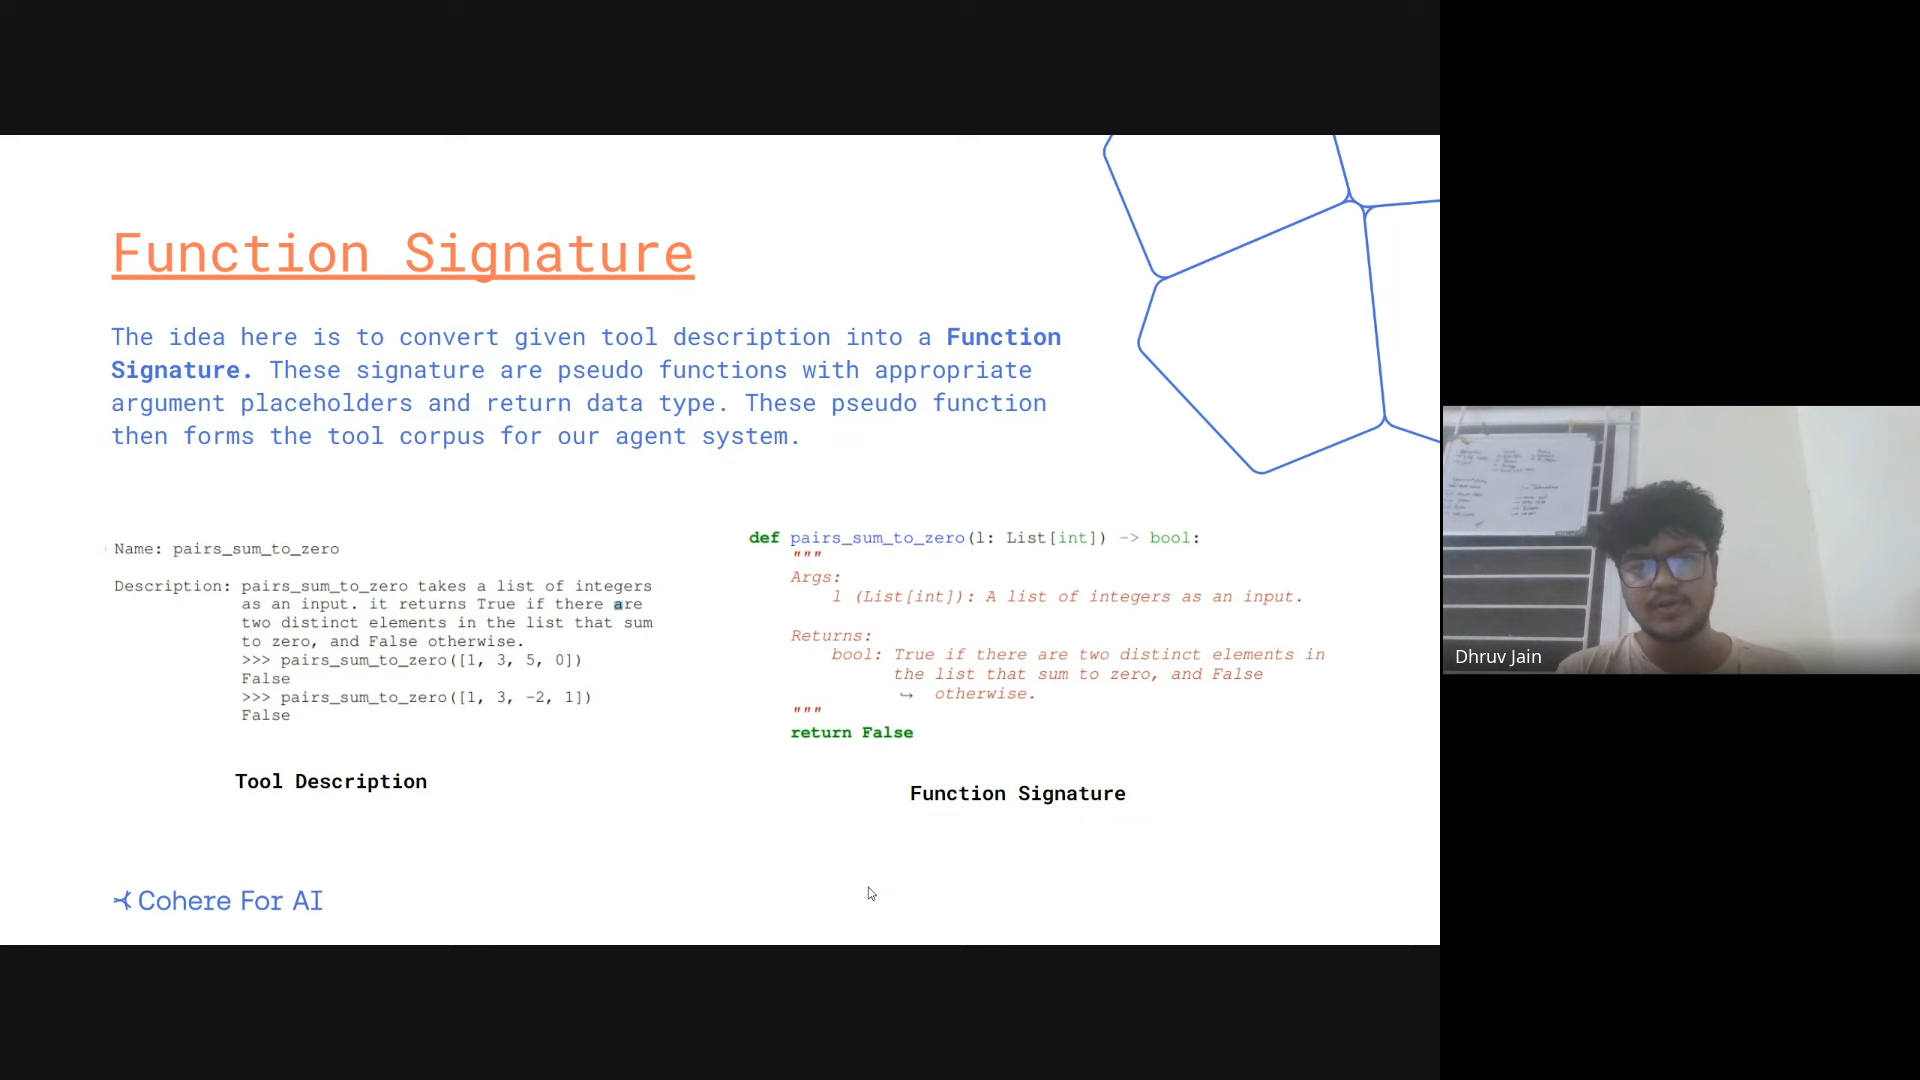 Function Signature
The idea here is to convert given tool description into a Function
Signature. These signature are pseudo functions with appropriate
argument placeholders and return data type. These pseudo function
then forms the tool corpus for our agent system.
Name: pairs_sum_to_zero
Description: pairs_sum_to_zero takes a list of integers
as an input. it returns True if there are
two distinct elements in the list that sum
to zero, and False otherwise.
>>> pairs_sum_to_zero([1, 3, 5, 0])
False
>>> pairs_sum_to_zero([1, 3, -2, 1])
False
Tool Description
def pairs_sum_to_zero(l: List[int]) -> bool:
"""
Args:
l (List[int]): A list of integers as an input.
Returns:
bool: True if there are two distinct elements in
the list that sum to zero, and False
↪ otherwise.
"""
return False
Function Signature
Cohere For AI
Dhruv Jain